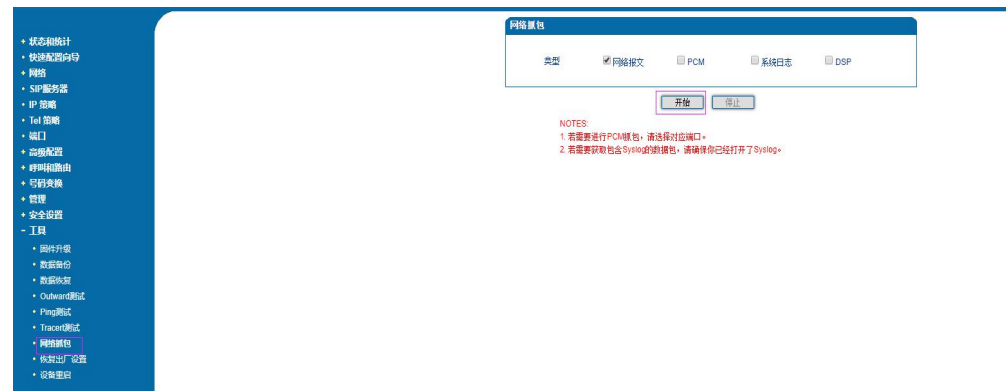 状态和统计
快速配置向导
网络
SIP服务器
IP 策略
Tel 策略
端口
高级配置
呼叫和路由
号码变换
管理
安全设置
工具
固件升级
数据备份
数据恢复
Outward测试
Ping测试
Tracert测试
网络抓包
恢复出厂设置
设备重启
网络抓包
类型 网络报文 PCM 系统日志 DSP
开始 停止
NOTES:
1. 若需要进行PCM抓包，请选择对应端口。
2. 若需要获取包含Syslog的数据包，请确保你已经打开了Syslog。